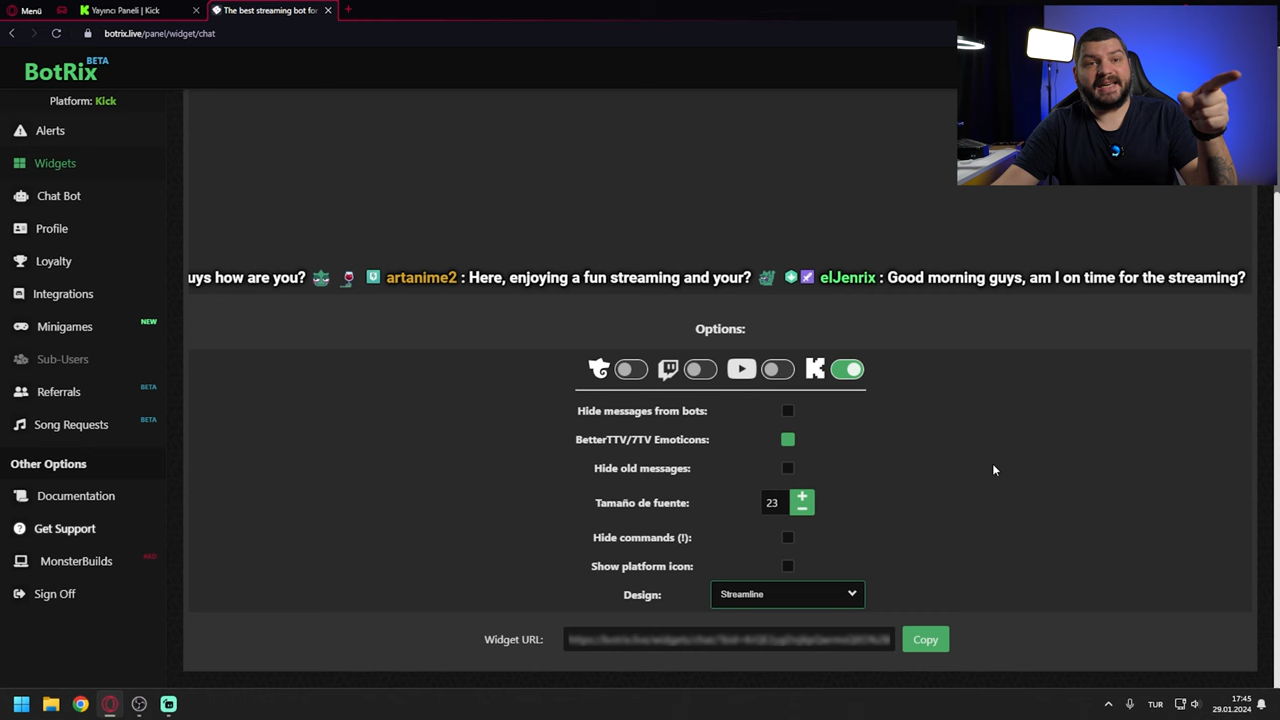 Menü
Yayıncı Paneli | Kick
The best streaming bot for
botrix.live/panel/widget/chat
BotRix
BETA
Platform: Kick
Alerts
Widgets
Chat Bot
Profile
Loyalty
Integrations
Minigames
NEW
Sub-Users
Referrals
BETA
Song Requests
BETA
Other Options
Documentation
Get Support
MonsterBuilds
Sign Off
uys how are you? artanime2 : Here, enjoying a fun streaming and your? elJenrix : Good morning guys, am I on time for the streaming?
Options:
Hide messages from bots:
BetterTTV/7TV Emoticons:
Hide old messages:
Tamaño de fuente:
23
Hide commands (!):
Show platform icon:
Design:
Streamline
Widget URL:
Copy
TUR
17:45
29.01.2024